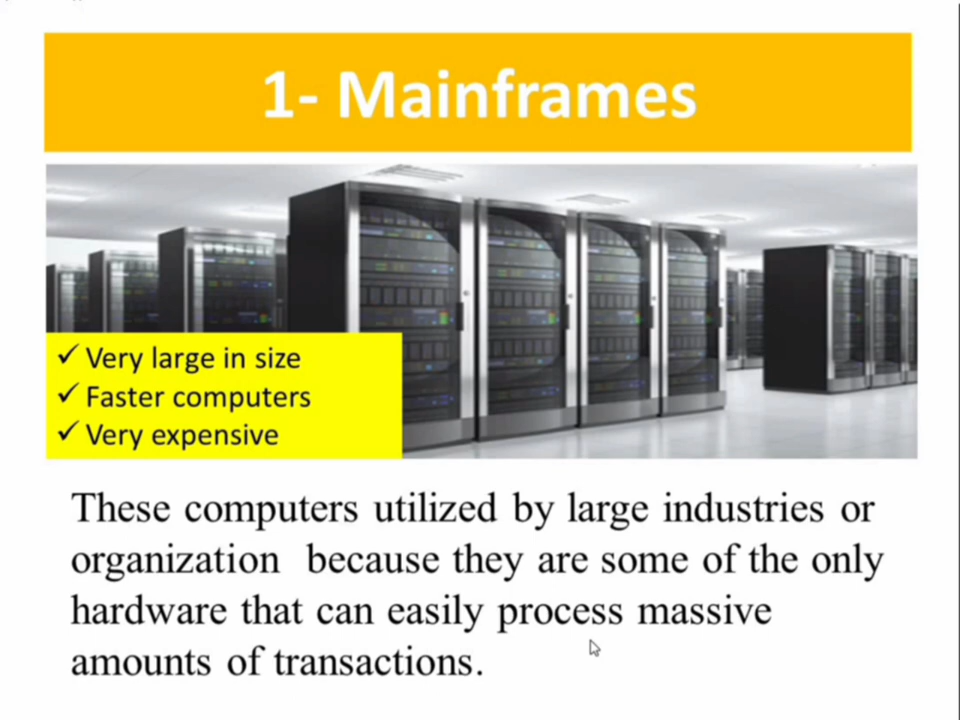 1- Mainframes
✓ Very large in size
✓ Faster computers
✓ Very expensive
These computers utilized by large industries or
organization because they are some of the only
hardware that can easily process massive
amounts of transactions.